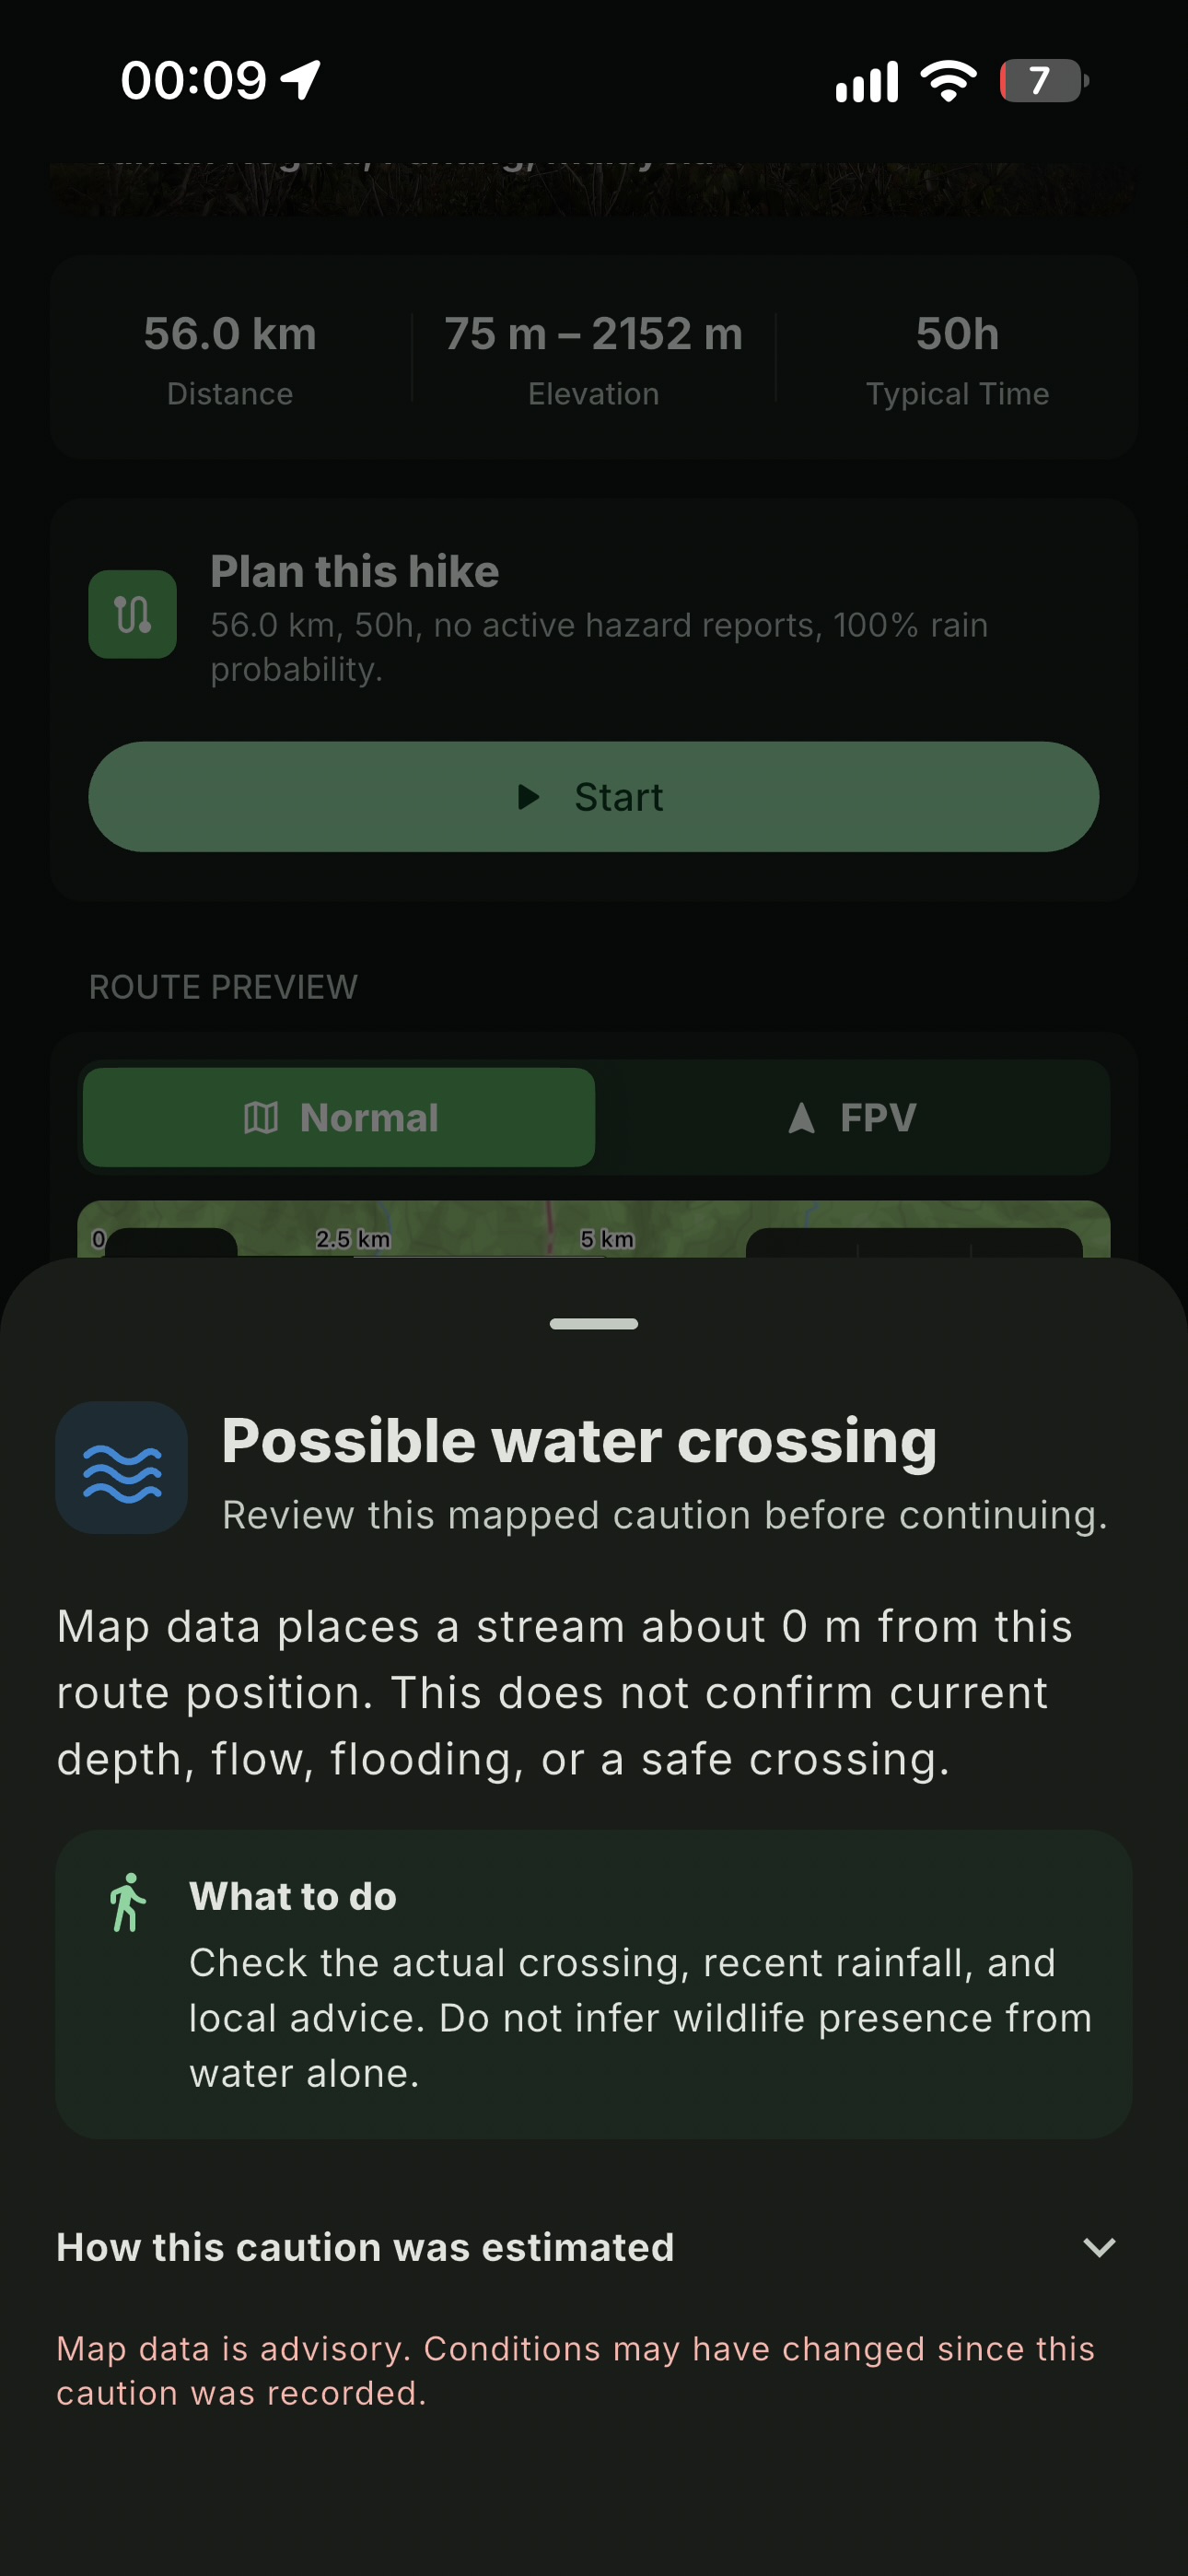 00:09
7
56.0 km
Distance
75 m – 2152 m
Elevation
50h
Typical Time
Plan this hike
56.0 km, 50h, no active hazard reports, 100% rain
probability.
Start
ROUTE PREVIEW
Normal
FPV
0
2.5 km
5 km
Possible water crossing
Review this mapped caution before continuing.
Map data places a stream about 0 m from this
route position. This does not confirm current
depth, flow, flooding, or a safe crossing.
What to do
Check the actual crossing, recent rainfall, and
local advice. Do not infer wildlife presence from
water alone.
How this caution was estimated
Map data is advisory. Conditions may have changed since this
caution was recorded.